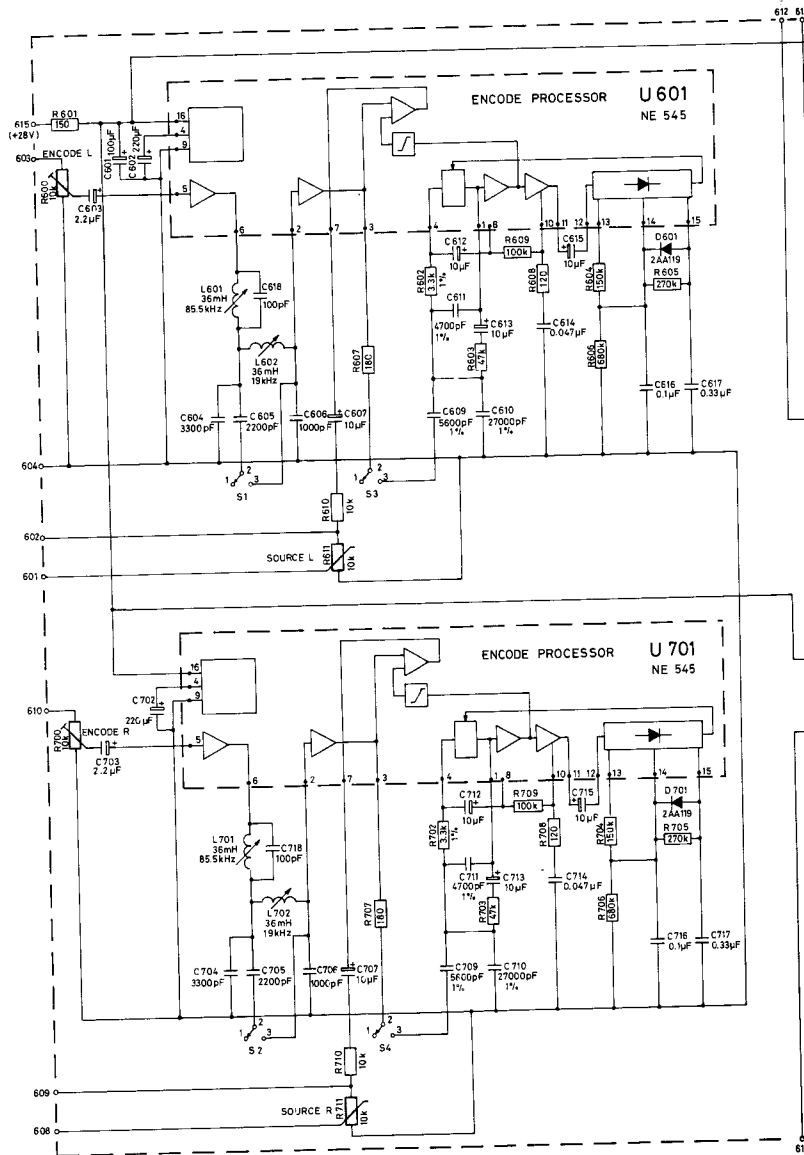 612
61
ENCODE PROCESSOR
U 601
NE 545
615
(+28V)
R 601
150
C601 100µF
C602 220µF
16
4
9
603
ENCODE L
R600
10k
C603
2.2µF
5
6
2
7
3
4
1
8
10
11
12
13
14
15
C612
10µF
R609
100k
C615
10µF
D601
2AA119
R605
270k
R602
3.3k
1%
R608
120
R604
150k
L601
36mH
85.5kHz
C618
100pF
C611
4700pF
1%
C613
10µF
R603
47k
C614
0.047µF
R606
680k
L602
36mH
19kHz
R607
180
C616
0.1µF
C617
0.33µF
C604
3300pF
C605
2200pF
C606
1000pF
C607
10µF
C609
5600pF
1%
C610
27000pF
1%
604
1
2
3
S1
1
2
3
S3
R610
10k
602
SOURCE L
R611
10k
601
ENCODE PROCESSOR
U 701
NE 545
16
4
9
C702
220µF
610
ENCODE R
R700
10k
C703
2.2µF
5
6
2
7
3
4
1
8
10
11
12
13
14
15
C712
10µF
R709
100k
C715
10µF
D701
2AA119
R705
270k
R702
3.3k
1%
R708
120
R704
150k
L701
36mH
85.5kHz
C718
100pF
C711
4700pF
1%
C713
10µF
R703
47k
C714
0.047µF
R706
680k
L702
36mH
19kHz
R707
180
C716
0.1µF
C717
0.33µF
C704
3300pF
C705
2200pF
C706
1000pF
C707
10µF
C709
5600pF
1%
C710
27000pF
1%
1
2
3
S2
1
2
3
S4
R710
10k
609
SOURCE R
R711
10k
608
61